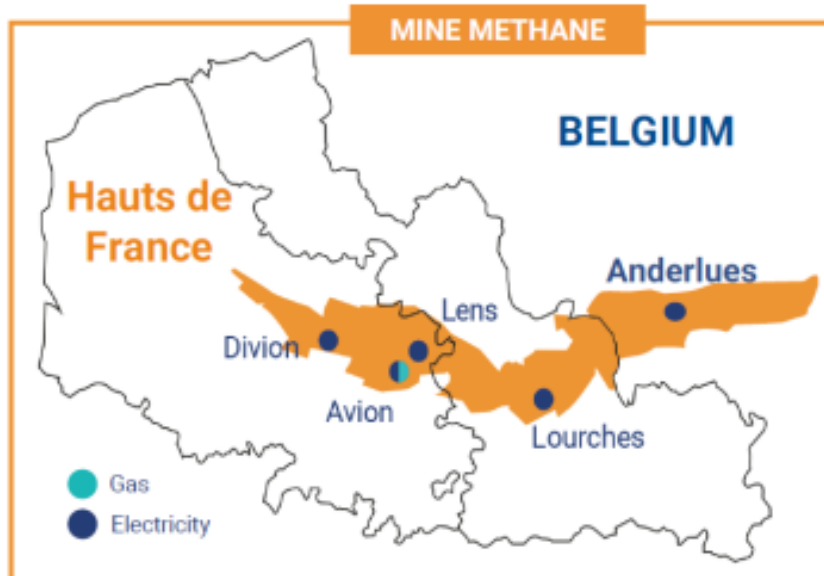 MINE METHANE
BELGIUM
Hauts de
France
Anderlues
Lens
Divion
Avion
Lourches
Gas
Electricity